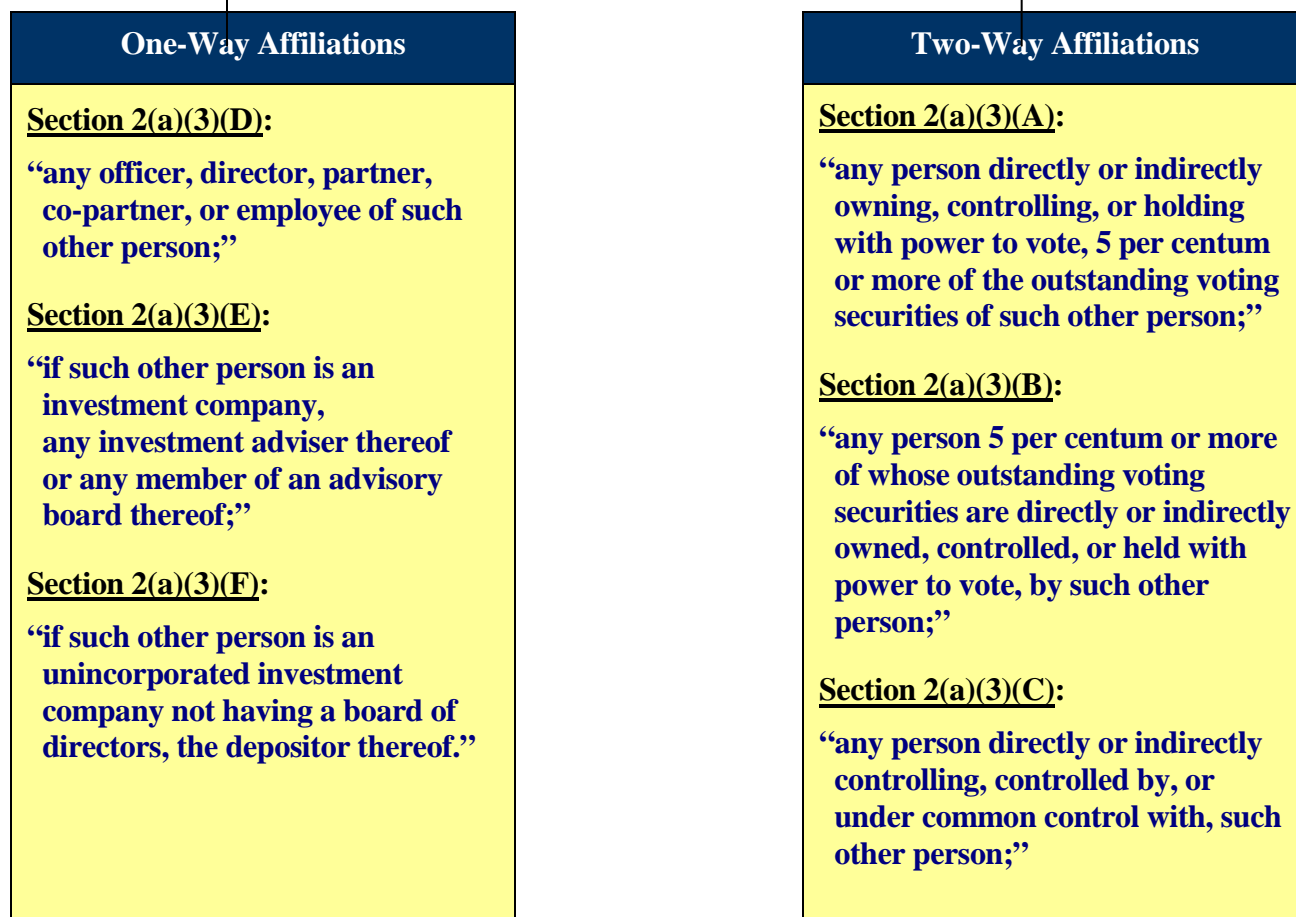 One-Way Affiliations
Section 2(a)(3)(D):
“any officer, director, partner,
co-partner, or employee of such
other person;”
Section 2(a)(3)(E):
“if such other person is an
investment company,
any investment adviser thereof
or any member of an advisory
board thereof;”
Section 2(a)(3)(F):
“if such other person is an
unincorporated investment
company not having a board of
directors, the depositor thereof.”
Two-Way Affiliations
Section 2(a)(3)(A):
“any person directly or indirectly
owning, controlling, or holding
with power to vote, 5 per centum
or more of the outstanding voting
securities of such other person;”
Section 2(a)(3)(B):
“any person 5 per centum or more
of whose outstanding voting
securities are directly or indirectly
owned, controlled, or held with
power to vote, by such other
person;”
Section 2(a)(3)(C):
“any person directly or indirectly
controlling, controlled by, or
under common control with, such
other person;”